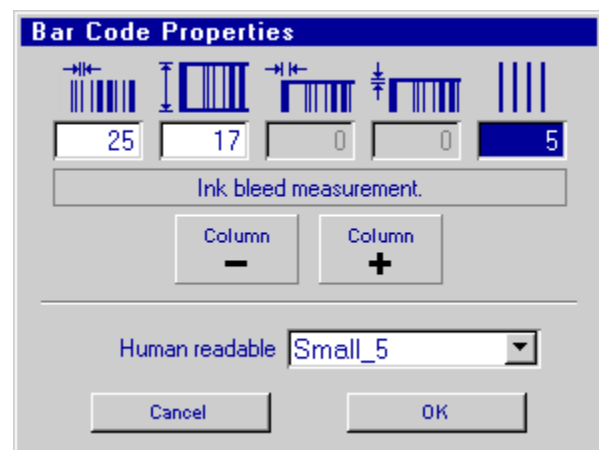 Bar Code Properties
25 17 0 0 5
Ink bleed measurement.
Column Column
Human readable Small_5
Cancel OK